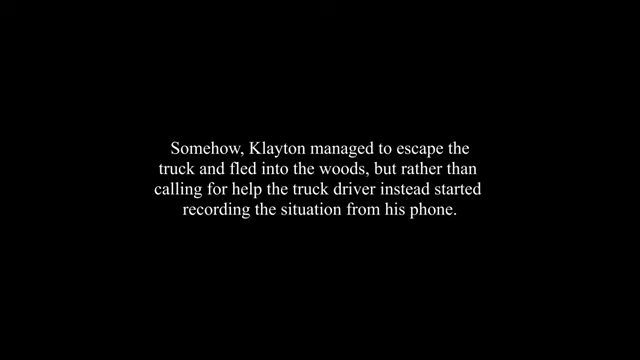 Somehow, Klayton managed to escape the
truck and fled into the woods, but rather than
calling for help the truck driver instead started
recording the situation from his phone.